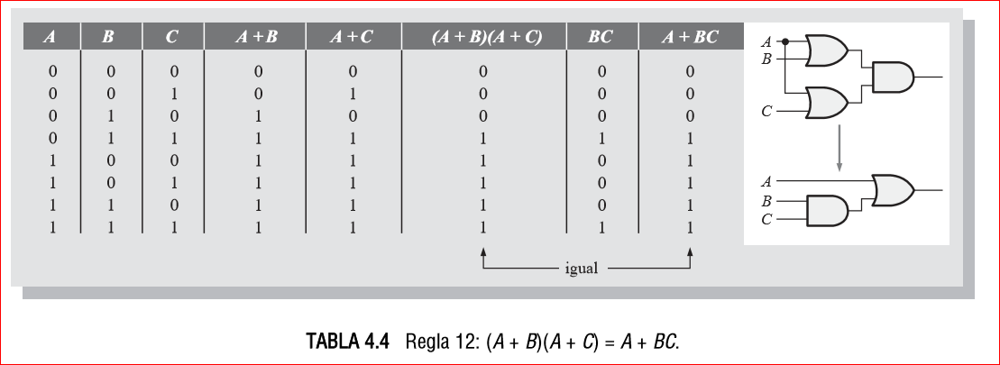 A B C A + B A + C (A + B)(A + C) BC A + BC
0 0 0 0 0 0 0 0
0 0 1 0 1 0 0 0
0 1 0 1 0 0 0 0
0 1 1 1 1 1 1 1
1 0 0 1 1 1 0 1
1 0 1 1 1 1 0 1
1 1 0 1 1 1 0 1
1 1 1 1 1 1 1 1
igual
A
B
C
A
B
C
TABLA 4.4 Regla 12: (A + B)(A + C) = A + BC.